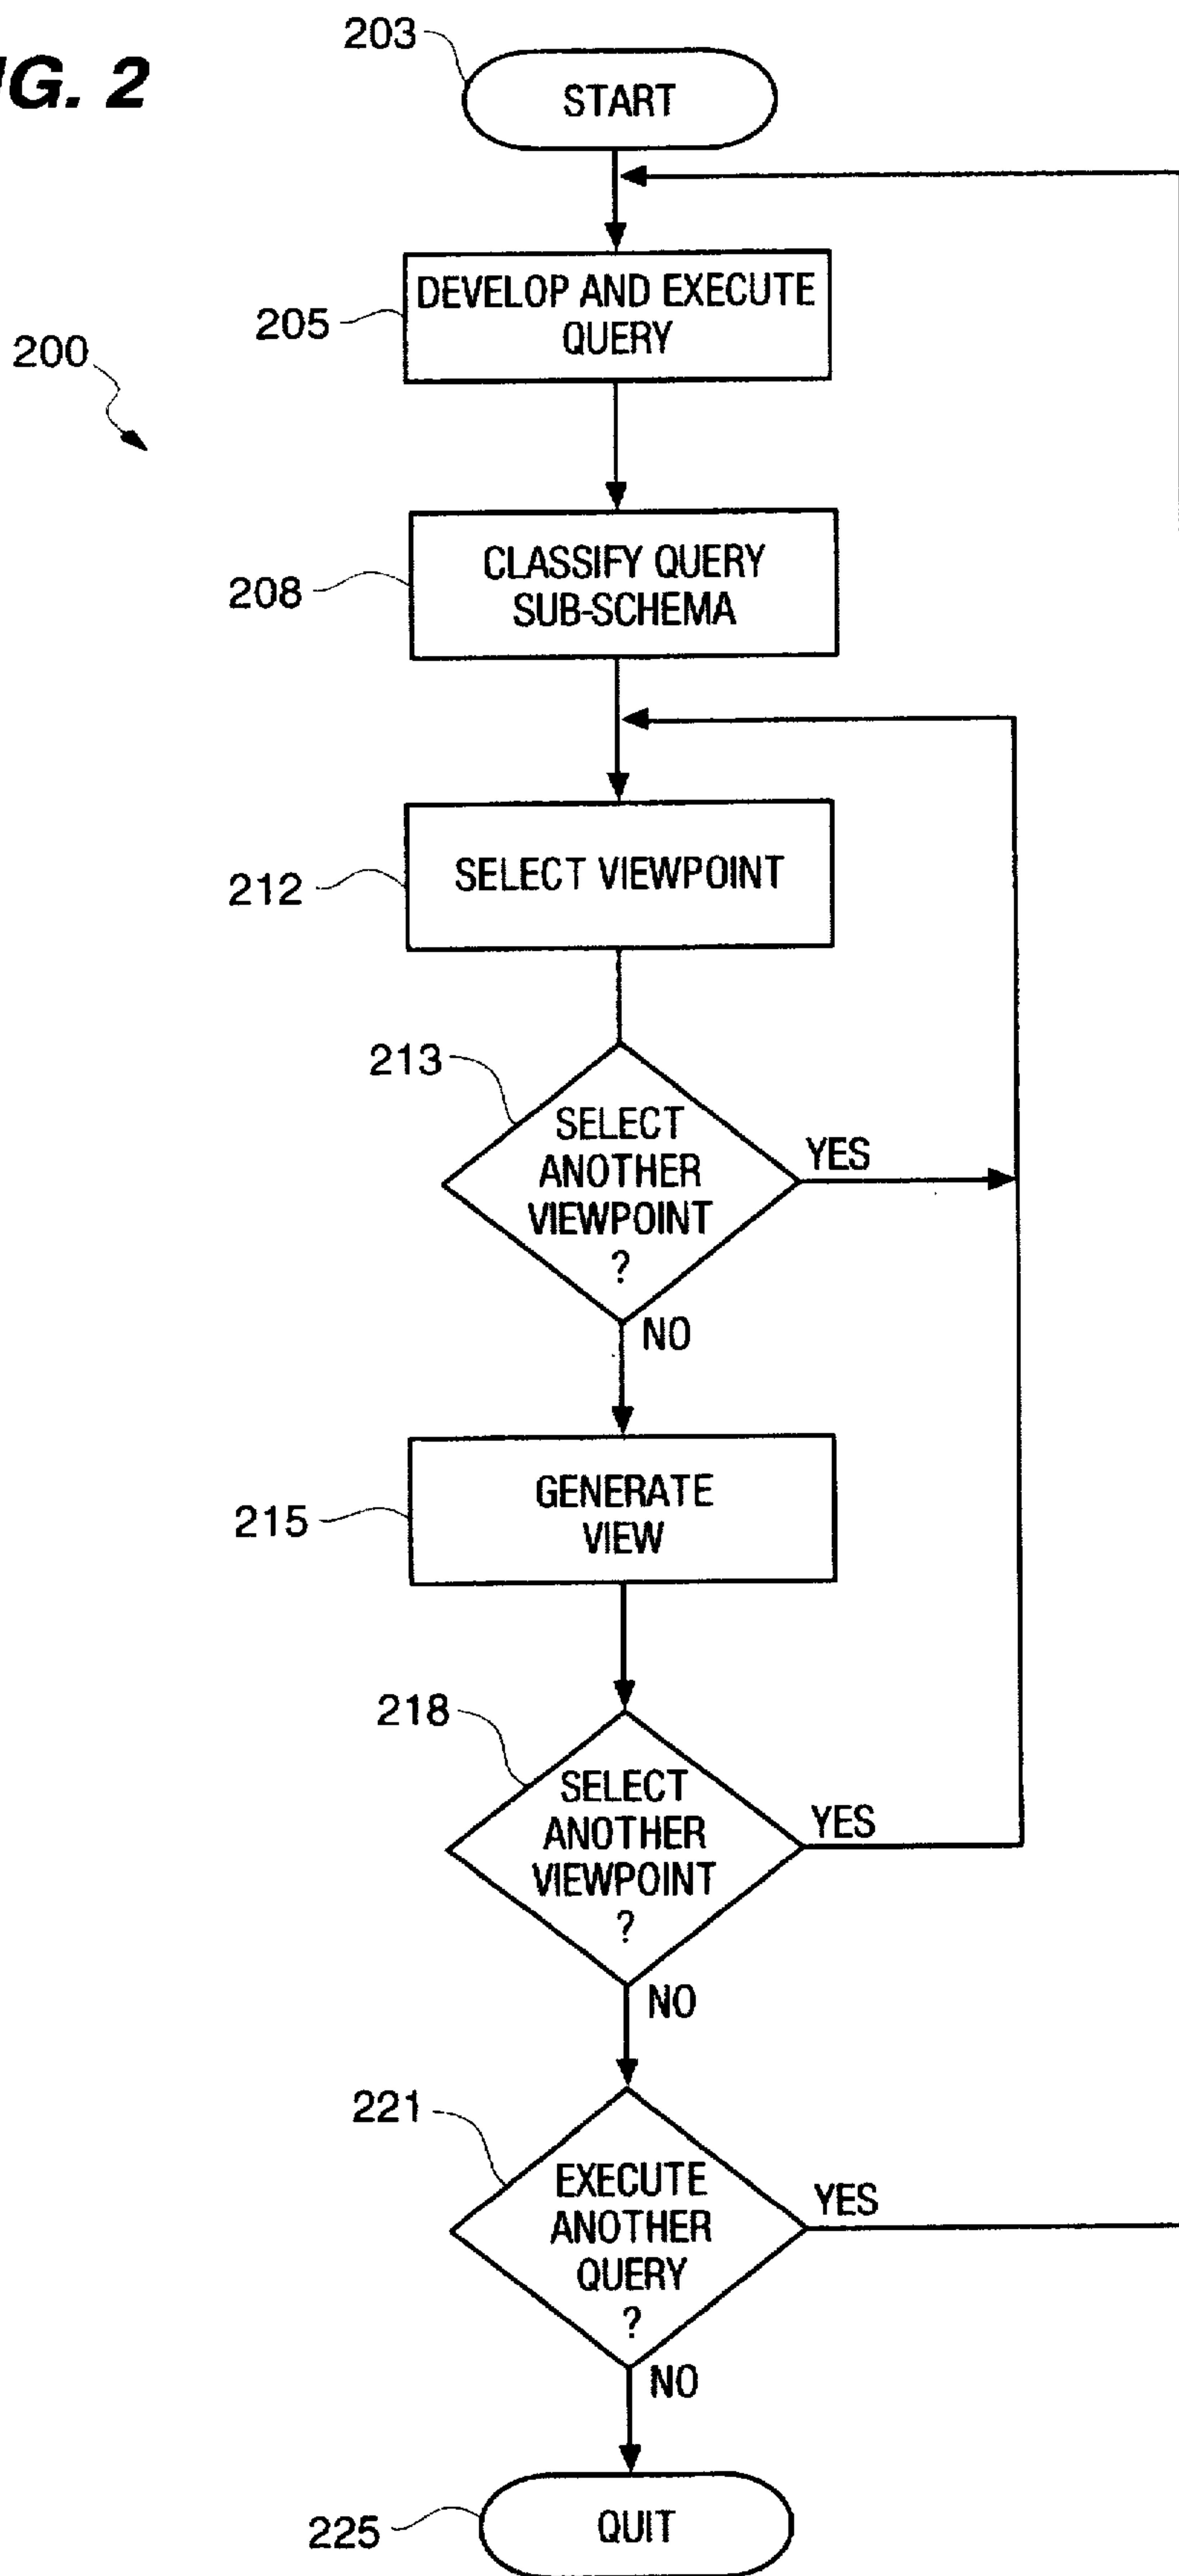 G. 2
203
START
DEVELOP AND EXECUTE
QUERY
205
200
CLASSIFY QUERY
SUB-SCHEMA
208
SELECT VIEWPOINT
212
213
SELECT
ANOTHER
VIEWPOINT
?
YES
NO
GENERATE
VIEW
215
218
SELECT
ANOTHER
VIEWPOINT
?
YES
NO
221
EXECUTE
ANOTHER
QUERY
?
YES
NO
QUIT
225